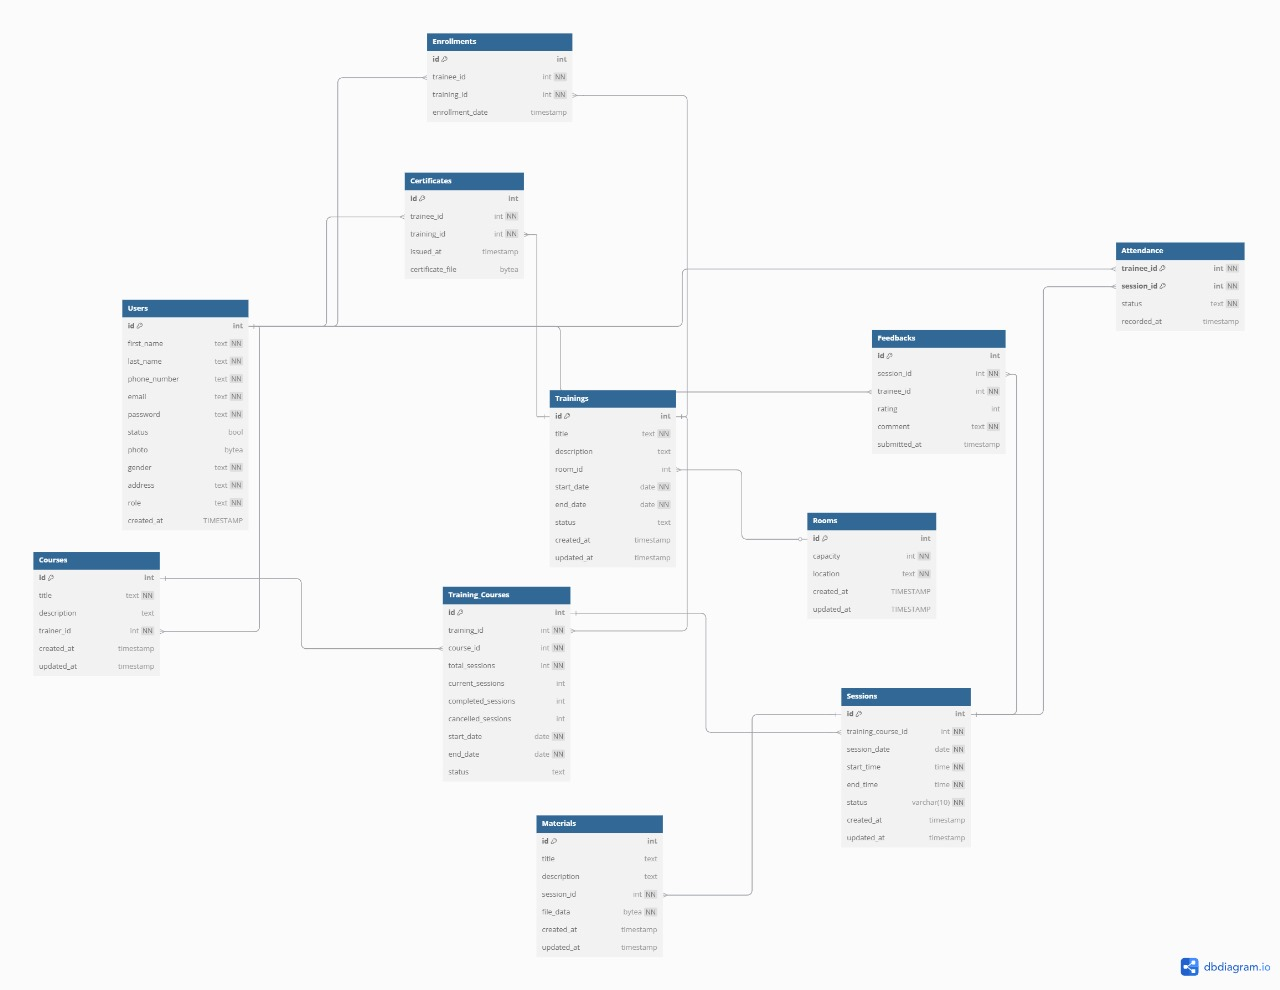 Enrollments
id int
trainee_id int NN
training_id int NN
enrollment_date timestamp
Certificates
id int
trainee_id int NN
training_id int NN
issued_at timestamp
certificate_file bytea
Attendance
trainee_id int NN
session_id int NN
status text NN
recorded_at timestamp
Users
id int
first_name text NN
last_name text NN
phone_number text NN
email text NN
password text NN
status bool
photo bytea
gender text NN
address text NN
role text NN
created_at TIMESTAMP
Feedbacks
id int
session_id int NN
trainee_id int NN
rating int
comment text NN
submitted_at timestamp
Trainings
id int
title text NN
description text
room_id int
start_date date NN
end_date date NN
status text
created_at timestamp
updated_at timestamp
Rooms
id int
capacity int NN
location text NN
created_at TIMESTAMP
updated_at TIMESTAMP
Courses
id int
title text NN
description text
trainer_id int NN
created_at timestamp
updated_at timestamp
Training_Courses
id int
training_id int NN
course_id int NN
total_sessions int NN
current_sessions int
completed_sessions int
cancelled_sessions int
start_date date NN
end_date date NN
status text
Sessions
id int
training_course_id int NN
session_date date NN
start_time time NN
end_time time NN
status varchar(10) NN
created_at timestamp
updated_at timestamp
Materials
id int
title text
description text
session_id int NN
file_data bytea NN
created_at timestamp
updated_at timestamp
dbdiagram.io